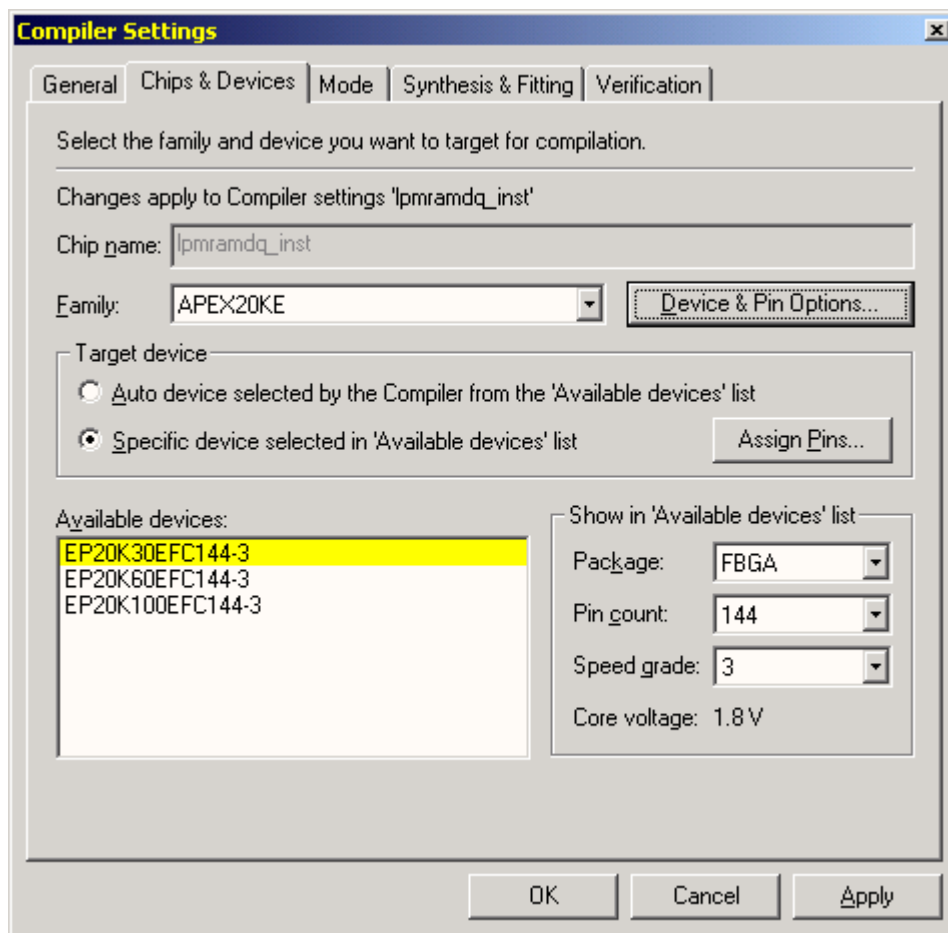 Compiler Settings
General Chips & Devices Mode Synthesis & Fitting Verification
Select the family and device you want to target for compilation.
Changes apply to Compiler settings 'lpmramdq_inst'
Chip name: lpmramdq_inst
Family: APEX20KE Device & Pin Options...
Target device
Auto device selected by the Compiler from the 'Available devices' list
Specific device selected in 'Available devices' list Assign Pins...
Available devices:
EP20K30EFC144-3
EP20K60EFC144-3
EP20K100EFC144-3
Show in 'Available devices' list
Package: FBGA
Pin count: 144
Speed grade: 3
Core voltage: 1.8 V
OK Cancel Apply